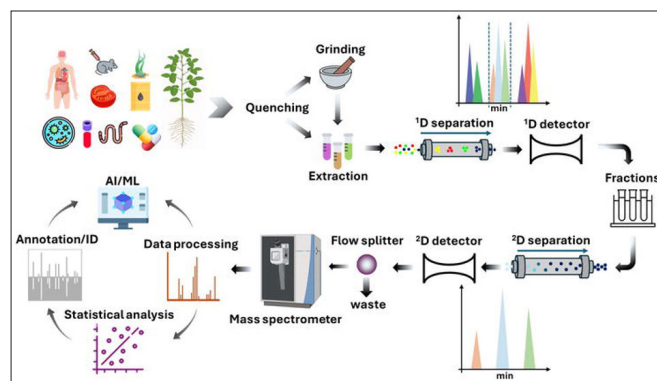 Grinding
Quenching
Extraction
min
¹D separation
¹D detector
Fractions
AI/ML
Annotation/ID
Data processing
Statistical analysis
Mass spectrometer
Flow splitter
waste
²D detector
²D separation
min